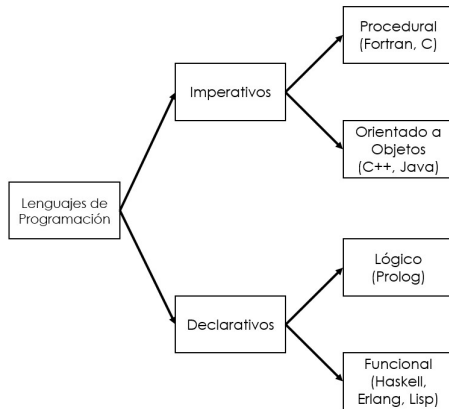 Procedural
(Fortran, C)
Imperativos
Orientado a
Objetos
(C++, Java)
Lenguajes de
Programación
Lógico
(Prolog)
Declarativos
Funcional
(Haskell,
Erlang, Lisp)